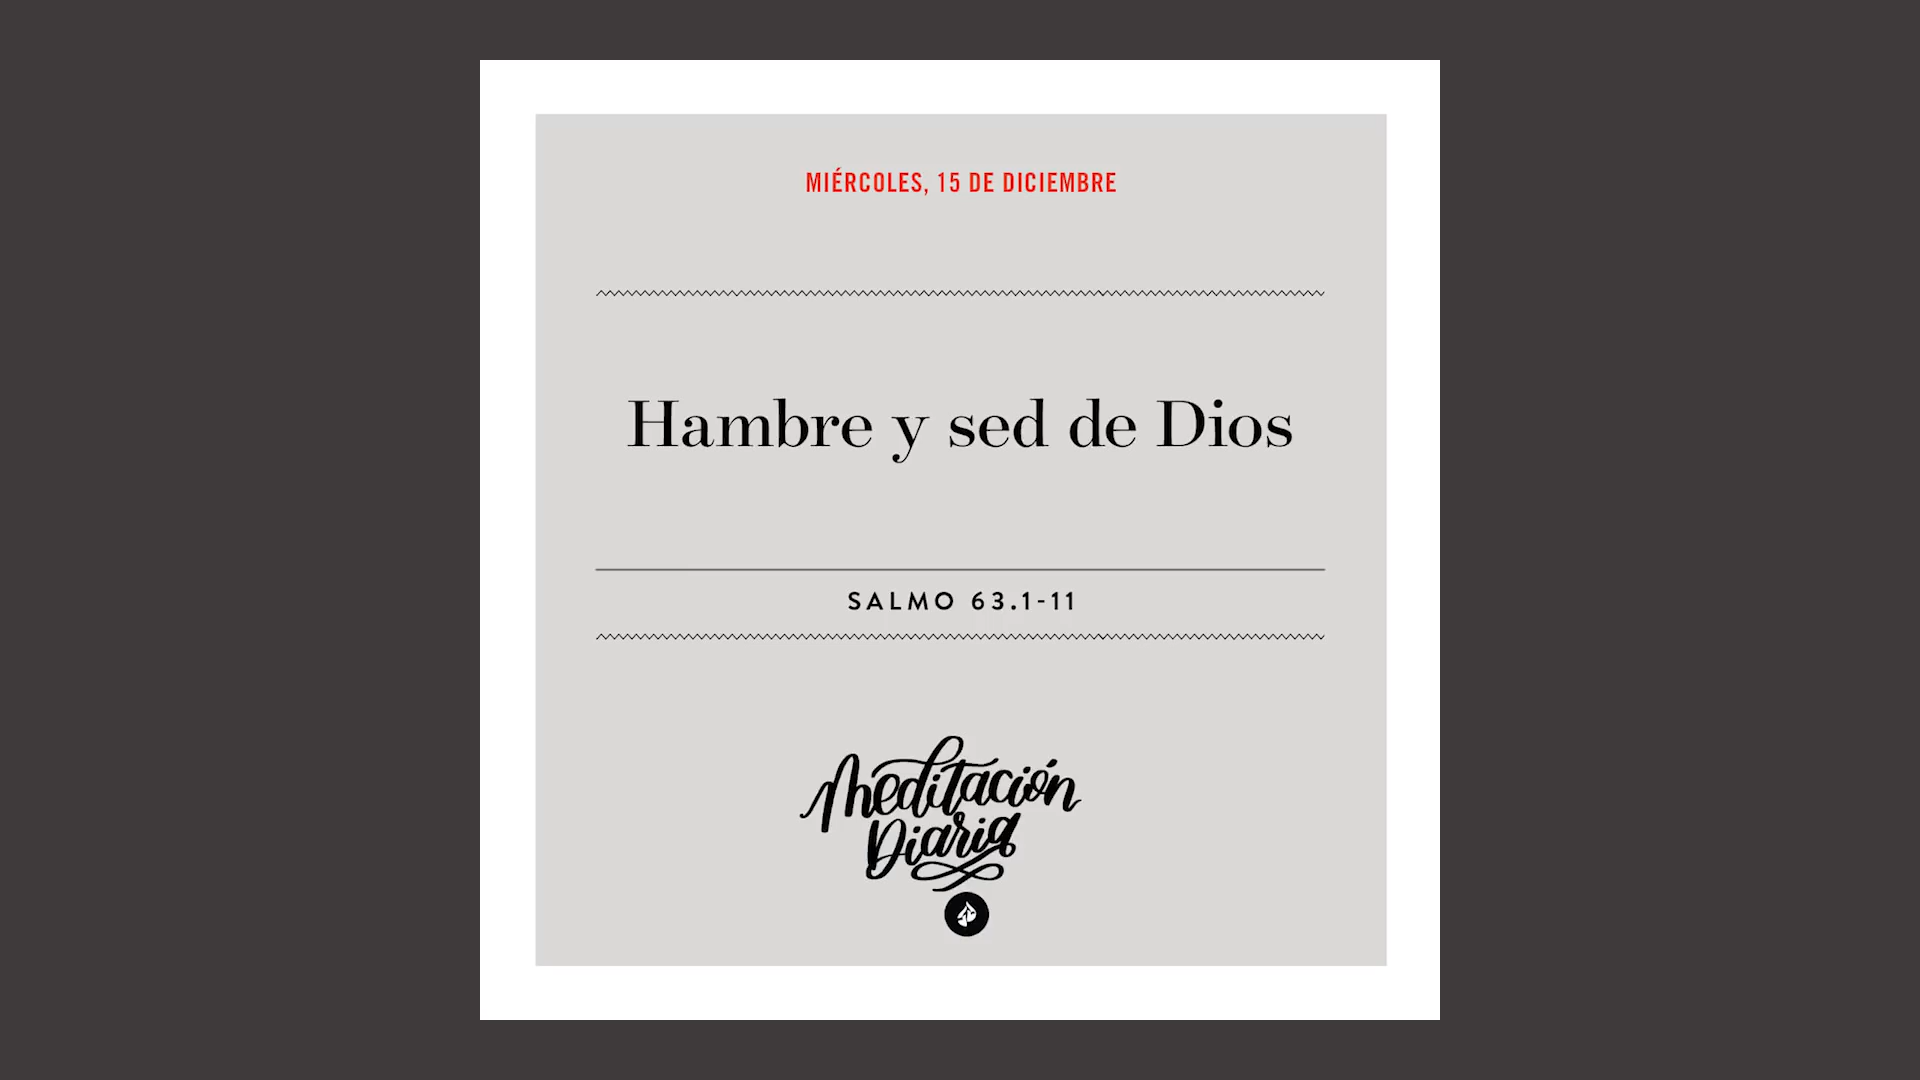 MIÉRCOLES, 15 DE DICIEMBRE
Hambre y sed de Dios
SALMO 63.1-11
Meditación
Diaria